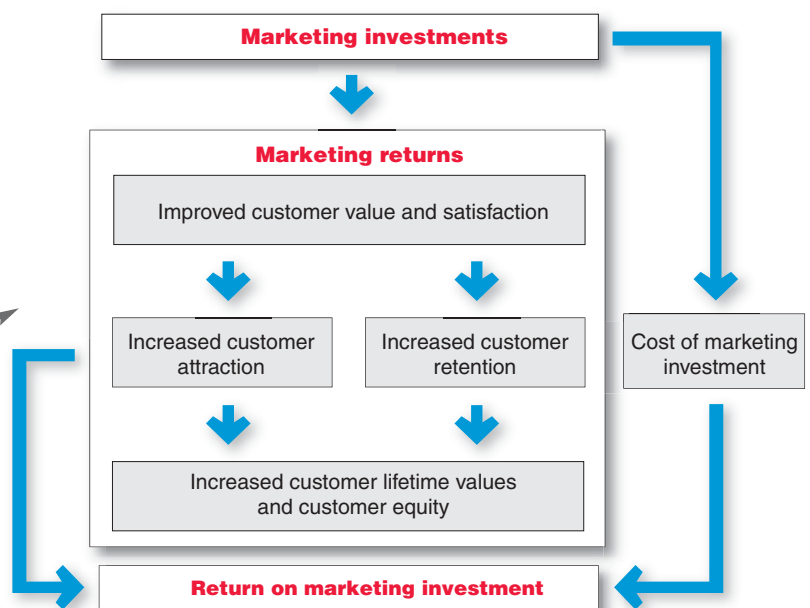 Marketing investments
Marketing returns
Improved customer value and satisfaction
Increased customer
attraction
Increased customer
retention
Cost of marketing
investment
Increased customer lifetime values
and customer equity
Return on marketing investment